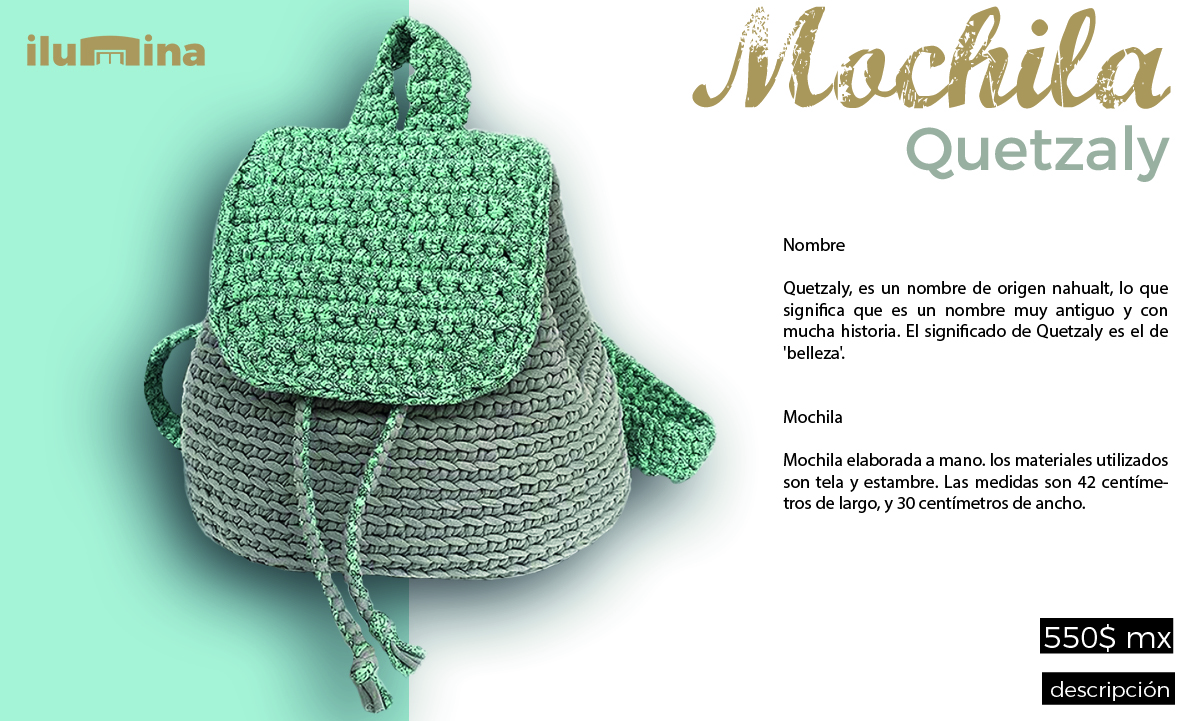 ilumina
Mochila
Quetzaly
Nombre
Quetzaly, es un nombre de origen nahualt, lo que
significa que es un nombre muy antiguo y con
mucha historia. El significado de Quetzaly es el de
'belleza'.
Mochila
Mochila elaborada a mano. los materiales utilizados
son tela y estambre. Las medidas son 42 centíme-
tros de largo, y 30 centímetros de ancho.
550$ mx
descripción